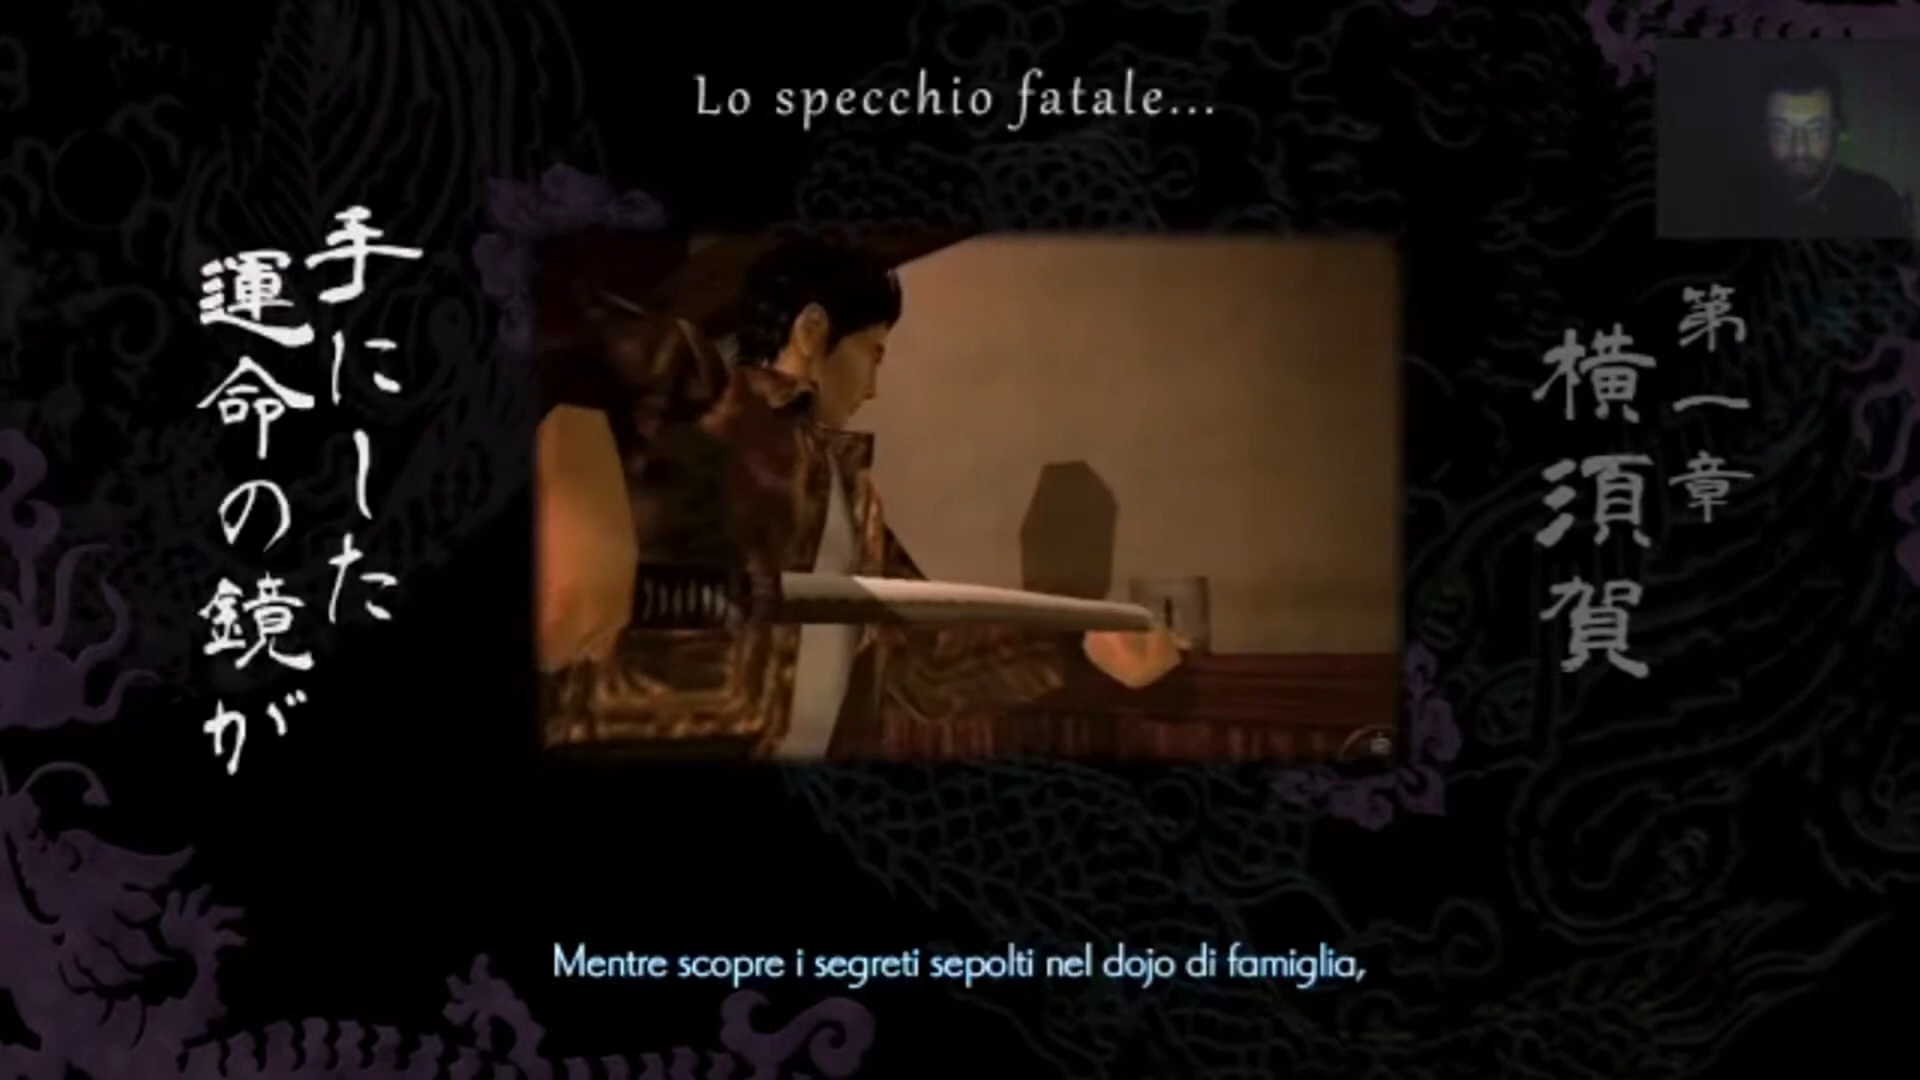 Lo specchio fatale...
第一章
横須賀
手にした
運命の鏡が
Mentre scopre i segreti sepolti nel dojo di famiglia,